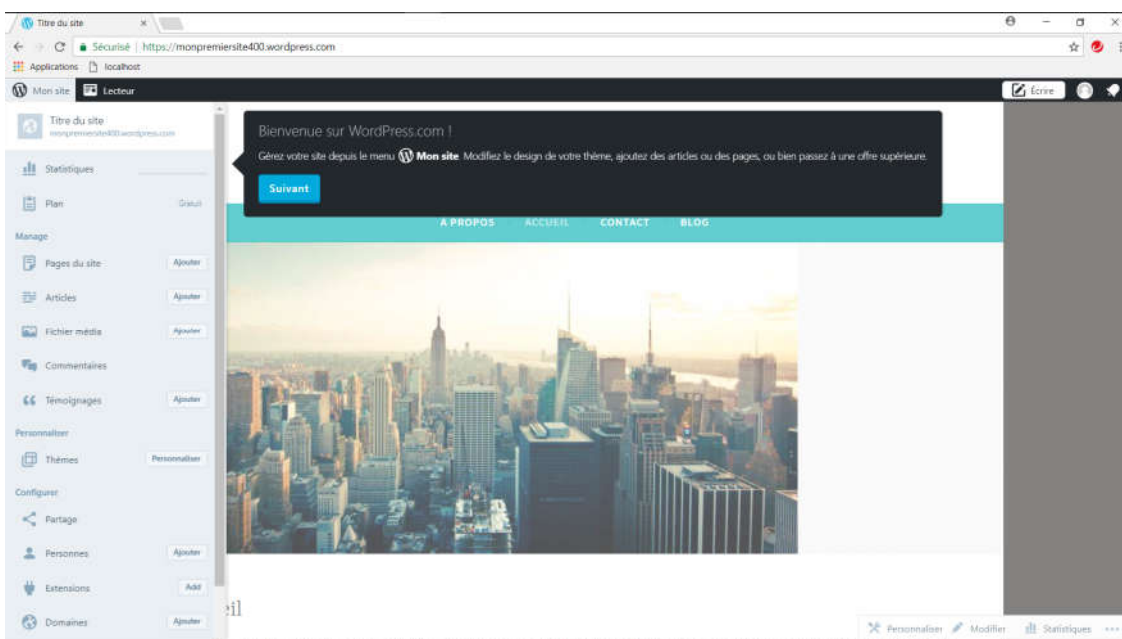 Titre du site
Sécurisé | https://monpremiersite400.wordpress.com
Applications localhost
Mon site Lecteur Écrire
Titre du site
monpremiersite400.wordpress.com
Bienvenue sur WordPress.com !
Gérez votre site depuis le menu Mon site. Modifiez le design de votre thème, ajoutez des articles ou des pages, ou bien passez à une offre supérieure.
Suivant
Statistiques
Plan Gratuit
A PROPOS ACCUEIL CONTACT BLOG
Manage
Pages du site Ajouter
Articles Ajouter
Fichier média Ajouter
Commentaires
Témoignages Ajouter
Personnaliser
Thèmes Personnaliser
Configurer
Partage
Personnes Ajouter
Extensions Add
eil
Domaines Ajouter
Personnaliser Modifier Statistiques